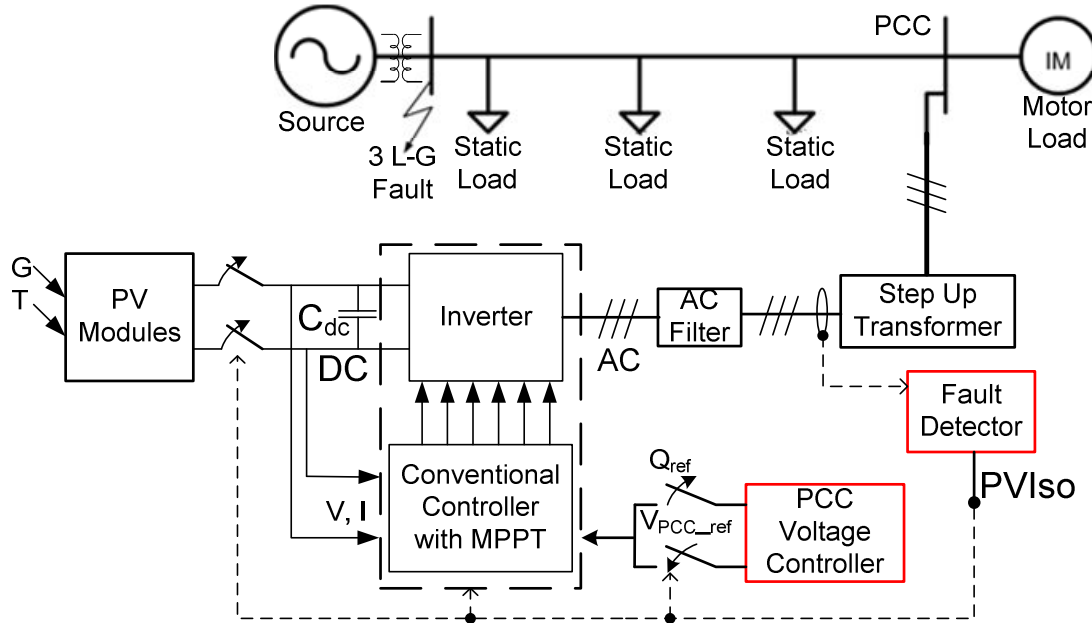 PCC
IM
Source
3 L-G
Fault
Static
Load
Static
Load
Static
Load
Motor
Load
G
T
PV
Modules
Cdc
DC
Inverter
AC
AC
Filter
Step Up
Transformer
Fault
Detector
PVIso
Conventional
Controller
with MPPT
V, I
Qref
VPCC_ref
PCC
Voltage
Controller